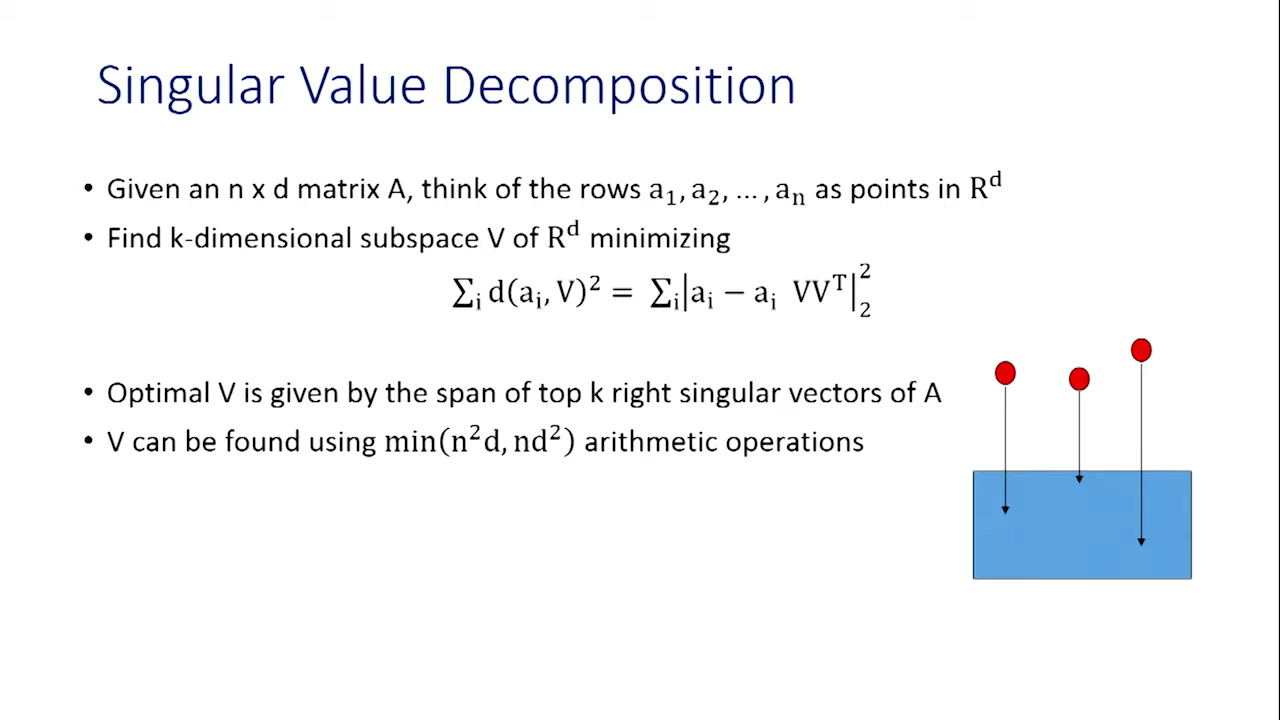 Singular Value Decomposition
• Given an n x d matrix A, think of the rows a₁, a₂, … , aₙ as points in Rᵈ
• Find k-dimensional subspace V of Rᵈ minimizing
∑ᵢ d(aᵢ, V)² = ∑ᵢ|aᵢ − aᵢ VVᵀ|₂²
• Optimal V is given by the span of top k right singular vectors of A
• V can be found using min(n²d, nd²) arithmetic operations